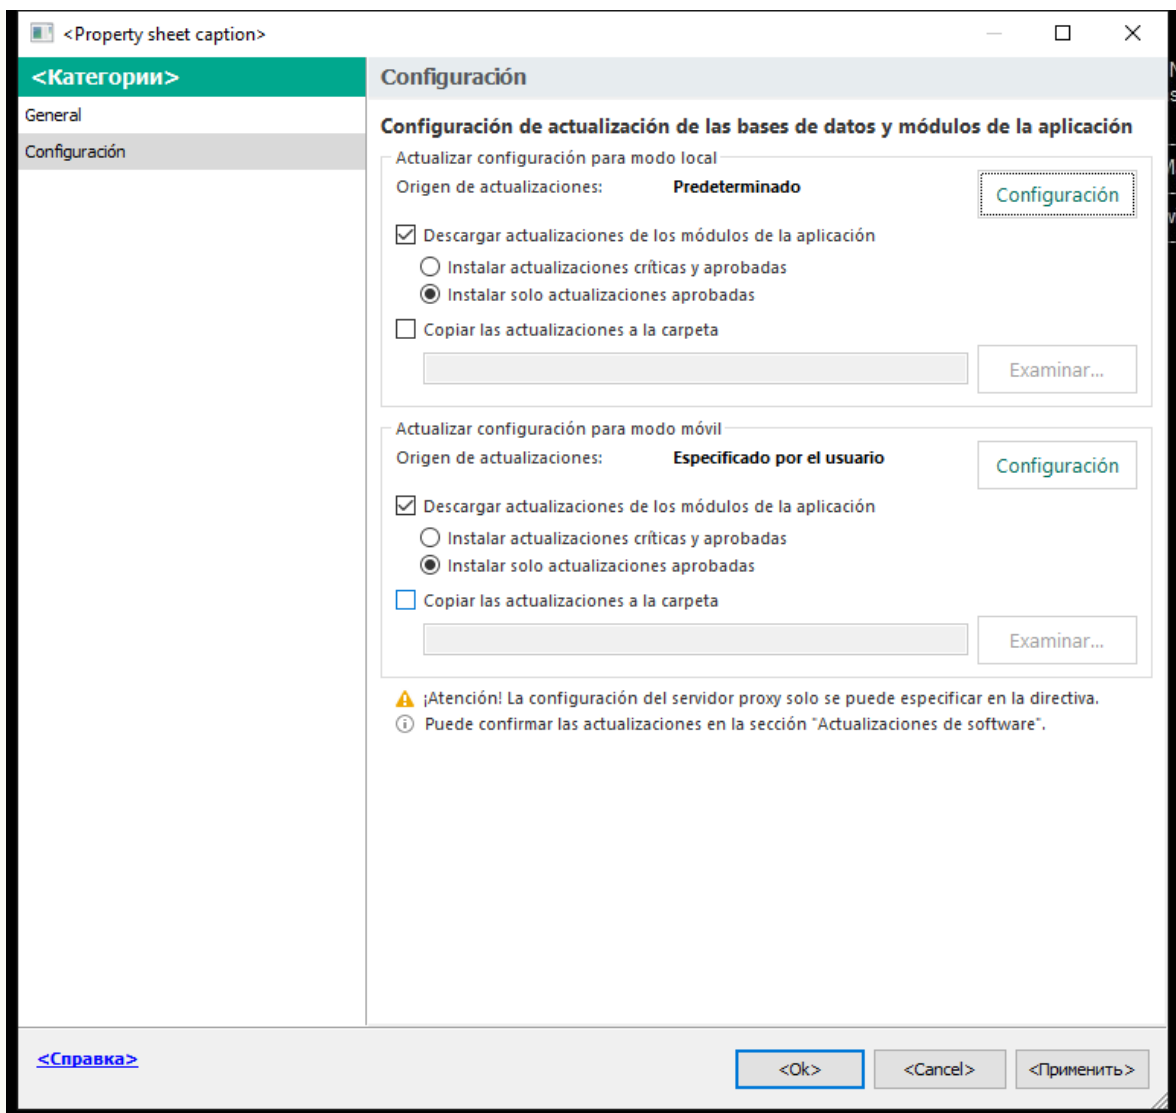 <Property sheet caption>
<Категории>
General
Configuración
Configuración
Configuración de actualización de las bases de datos y módulos de la aplicación
Actualizar configuración para modo local
Origen de actualizaciones: Predeterminado
Configuración
Descargar actualizaciones de los módulos de la aplicación
Instalar actualizaciones críticas y aprobadas
Instalar solo actualizaciones aprobadas
Copiar las actualizaciones a la carpeta
Examinar...
Actualizar configuración para modo móvil
Origen de actualizaciones: Especificado por el usuario
Configuración
Descargar actualizaciones de los módulos de la aplicación
Instalar actualizaciones críticas y aprobadas
Instalar solo actualizaciones aprobadas
Copiar las actualizaciones a la carpeta
Examinar...
¡Atención! La configuración del servidor proxy solo se puede especificar en la directiva.
Puede confirmar las actualizaciones en la sección "Actualizaciones de software".
<Справка>
<Ok> <Cancel> <Применить>